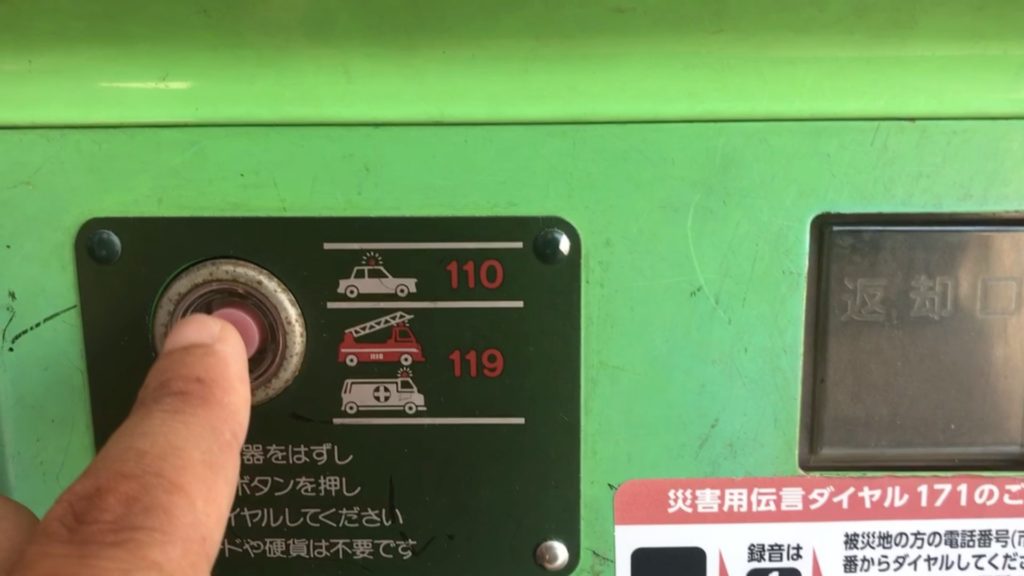 110
119
器をはずし
ボタンを押し
イヤルしてください
ドや硬貨は不要です
返却口
災害用伝言ダイヤル171のご
録音は
被災地の方の電話番号(市
番からダイヤルしてくださ